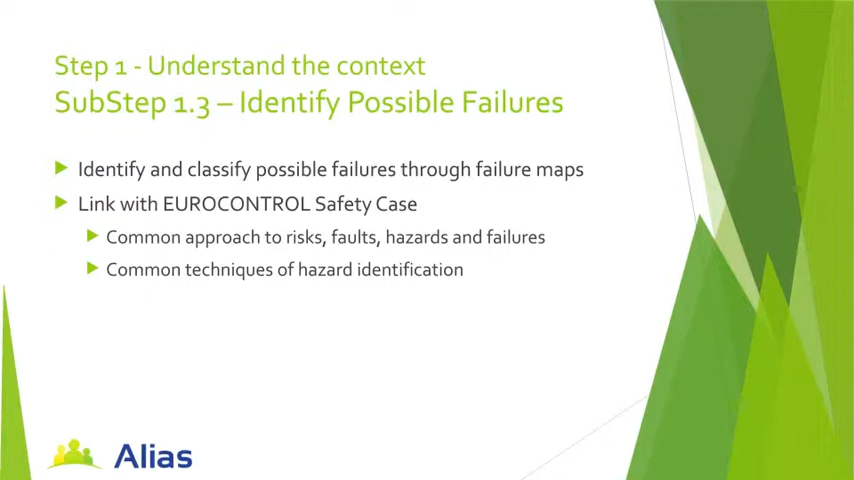 Step 1 - Understand the context
SubStep 1.3 – Identify Possible Failures
Identify and classify possible failures through failure maps
Link with EUROCONTROL Safety Case
Common approach to risks, faults, hazards and failures
Common techniques of hazard identification
Alias